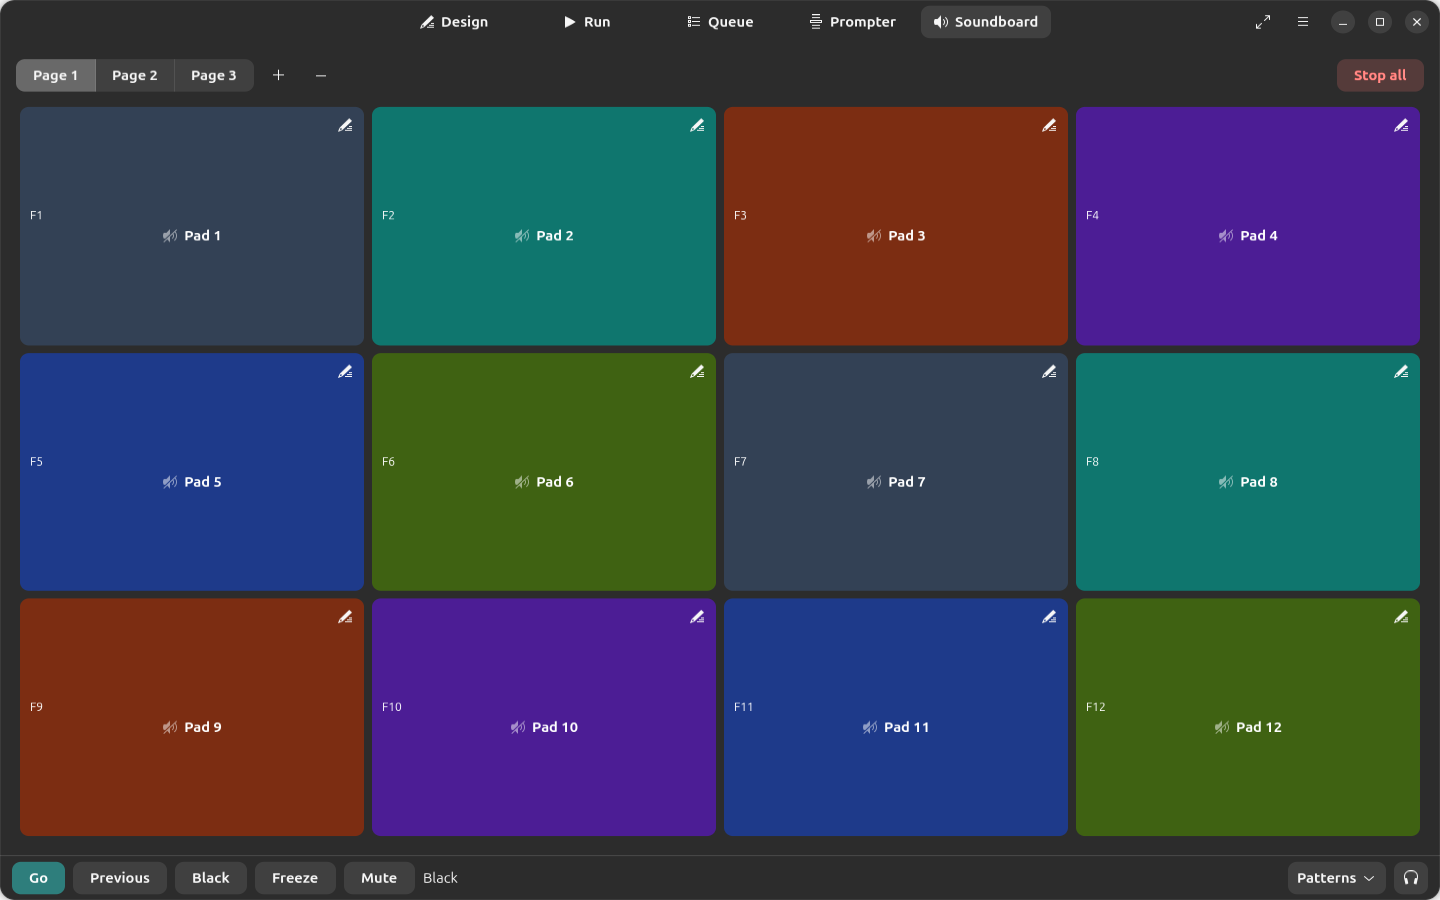 Design
Run
Queue
Prompter
Soundboard
Page 1
Page 2
Page 3
Stop all
F1
Pad 1
F2
Pad 2
F3
Pad 3
F4
Pad 4
F5
Pad 5
F6
Pad 6
F7
Pad 7
F8
Pad 8
F9
Pad 9
F10
Pad 10
F11
Pad 11
F12
Pad 12
Go
Previous
Black
Freeze
Mute
Black
Patterns